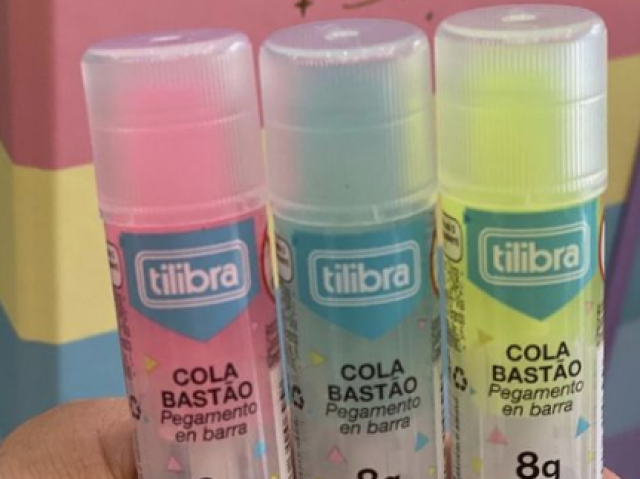 tilibra
COLA
BASTÃO
Pegamento
en barra
tilibra
COLA
BASTÃO
Pegamento
en barra
8g
tilibra
COLA
BASTÃO
Pegamento
en barra
8g